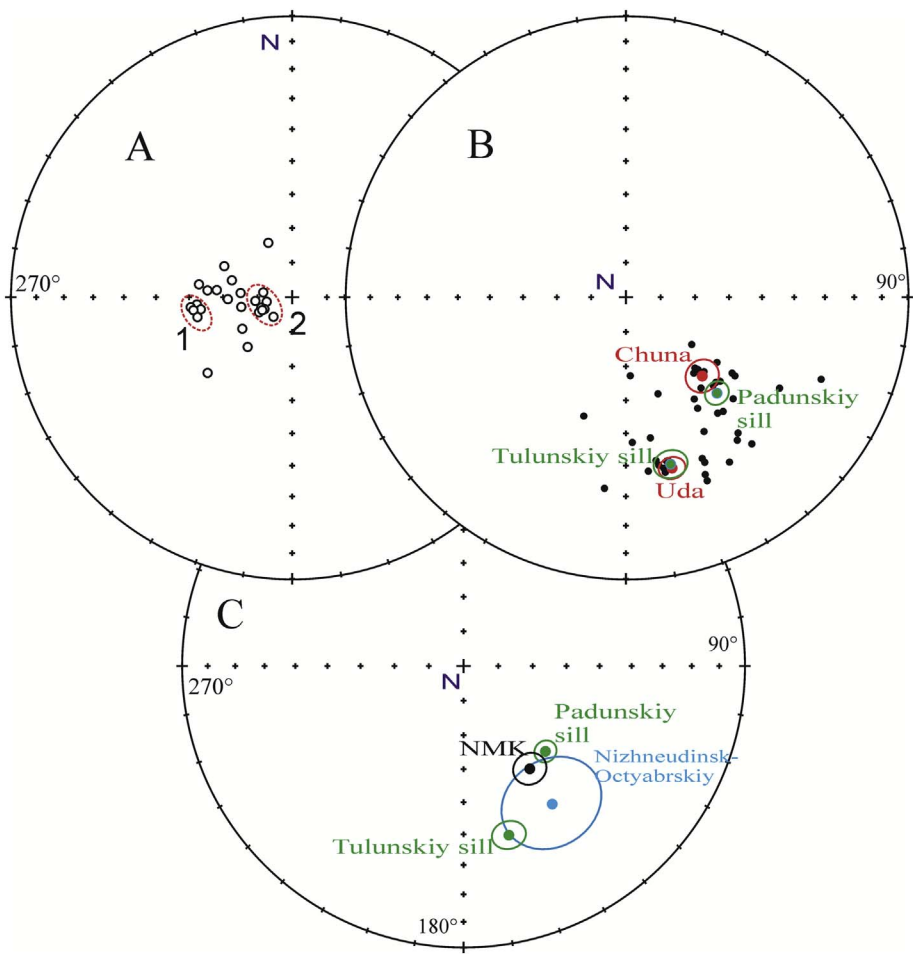 N
A
B
270°
90°
N
1
2
Chuna
Padunskiy
sill
Tulunskiy sill
Uda
C
90°
270°
N
Padunskiy
sill
NMK
Nizhneudinsk-
Octyabrskiy
Tulunskiy sill
180°